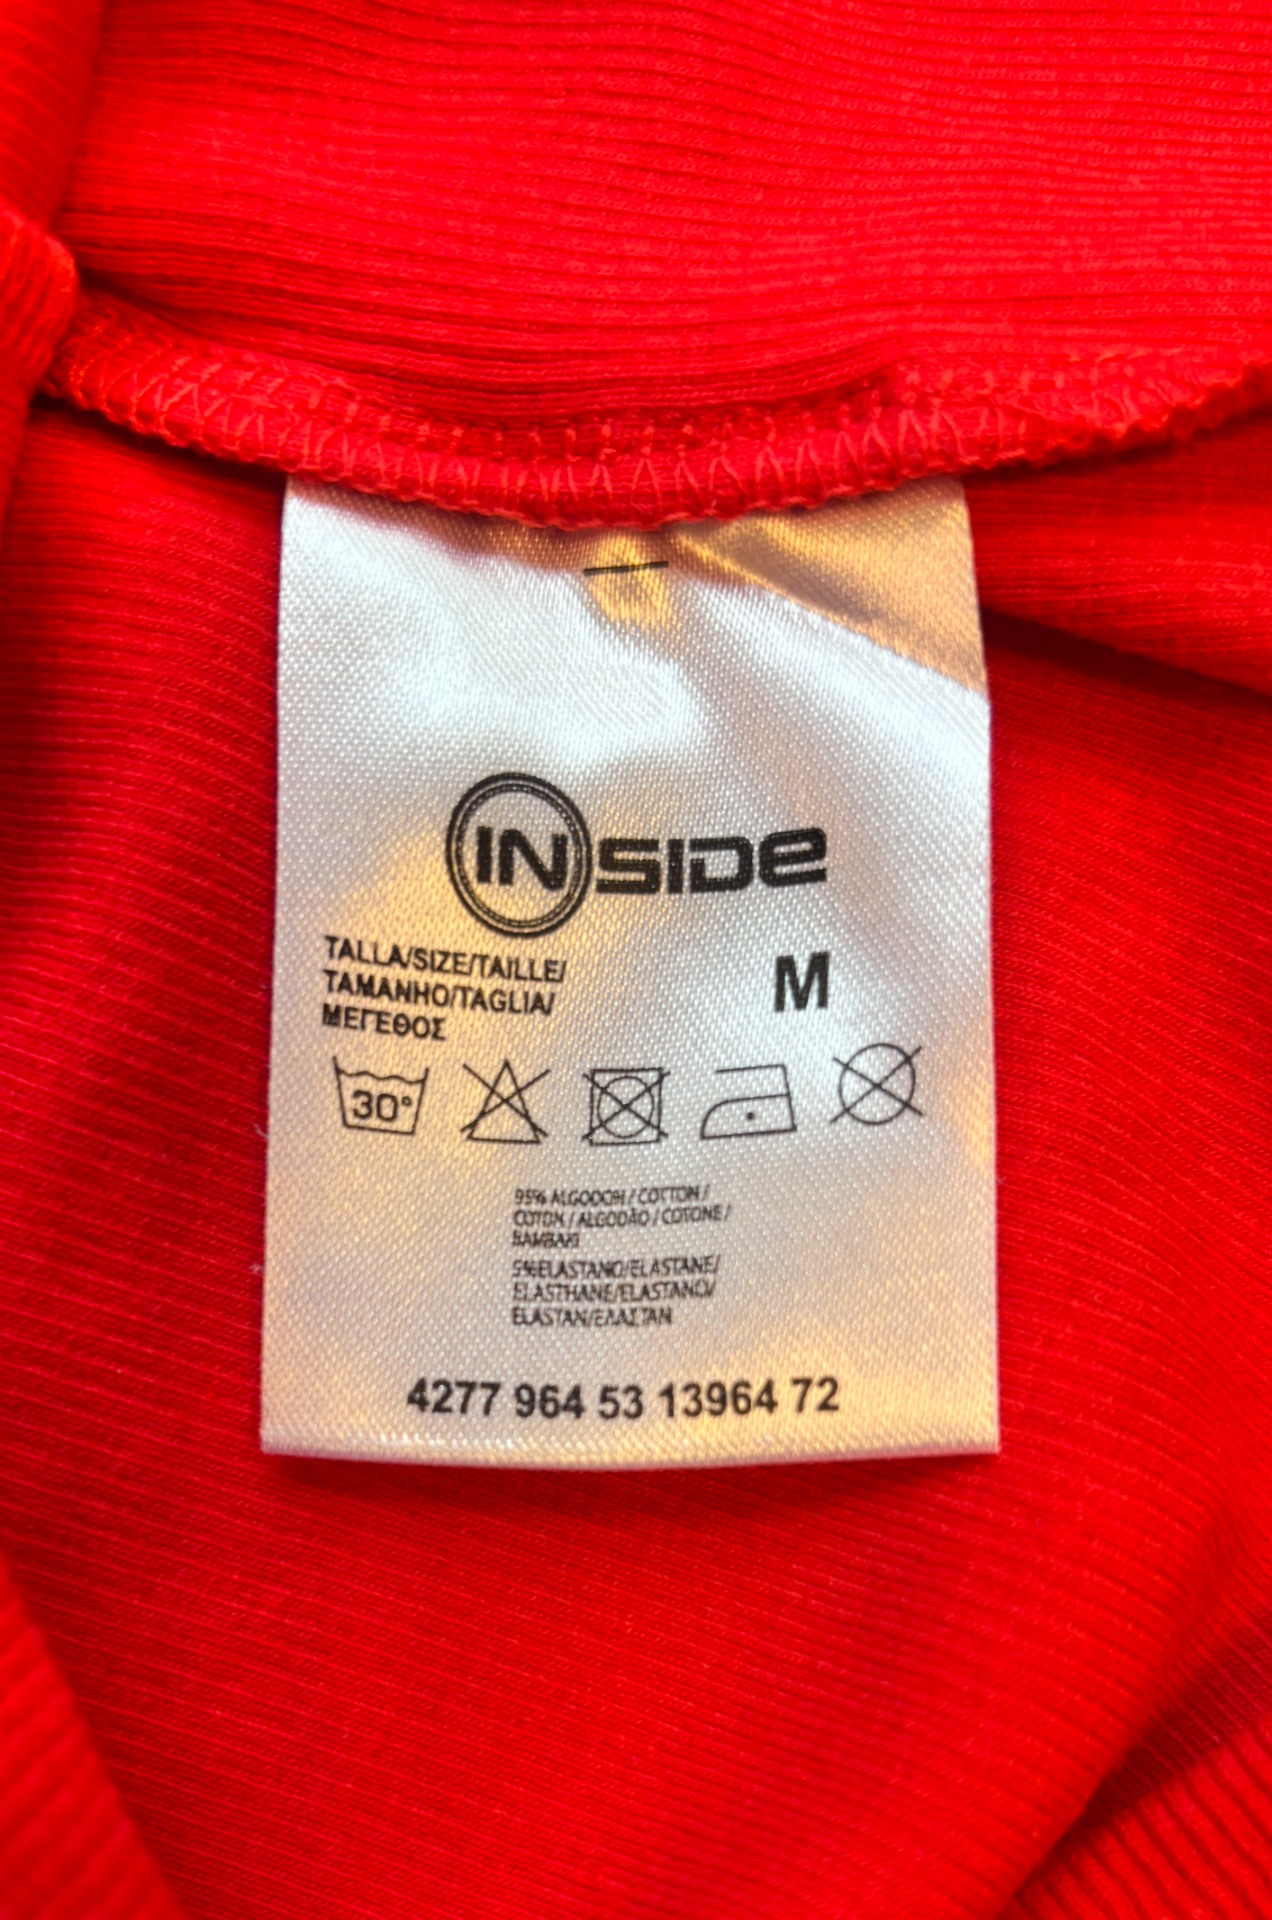 INSIDE
TALLA/SIZE/TAILLE/
TAMANHO/TAGLIA/
ΜΕΓΕΘΟΣ
M
30°
95% ALGODON / COTTON /
COTON / ALGODÃO / COTONE /
BAMBAKI
5%ELASTANO/ELASTANE/
ELASTHANE/ELASTANO/
ELASTAN/ΕΛΑΣΤΑΝ
4277 964 53 13964 72